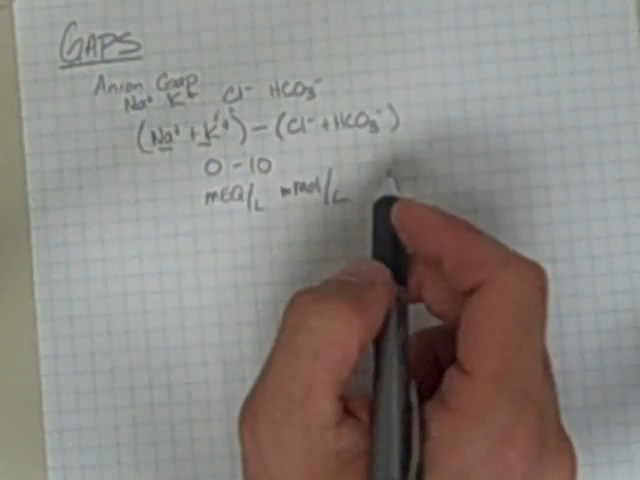 GAPS
Anion Gap
Na⁺ K⁺ Cl⁻ HCO₃⁻
(Na⁺ + K⁺) - (Cl⁻ + HCO₃⁻)
0 - 10
mEQ/L mmol/L